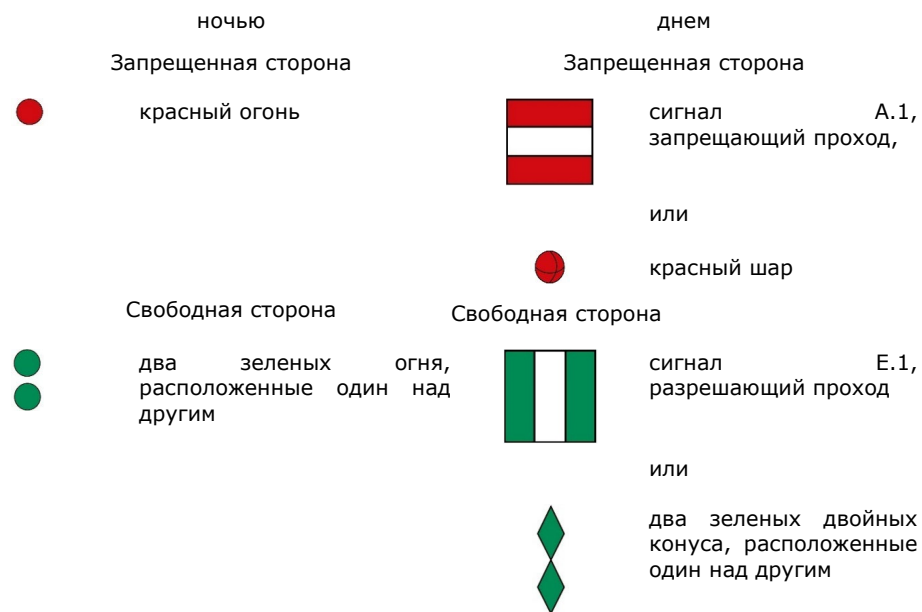 ночью днем
Запрещенная сторона Запрещенная сторона
красный огонь
сигнал А.1,
запрещающий проход,
или
красный шар
Свободная сторона Свободная сторона
два зеленых огня,
расположенные один над
другим
сигнал Е.1,
разрешающий проход
или
два зеленых двойных
конуса, расположенные
один над другим